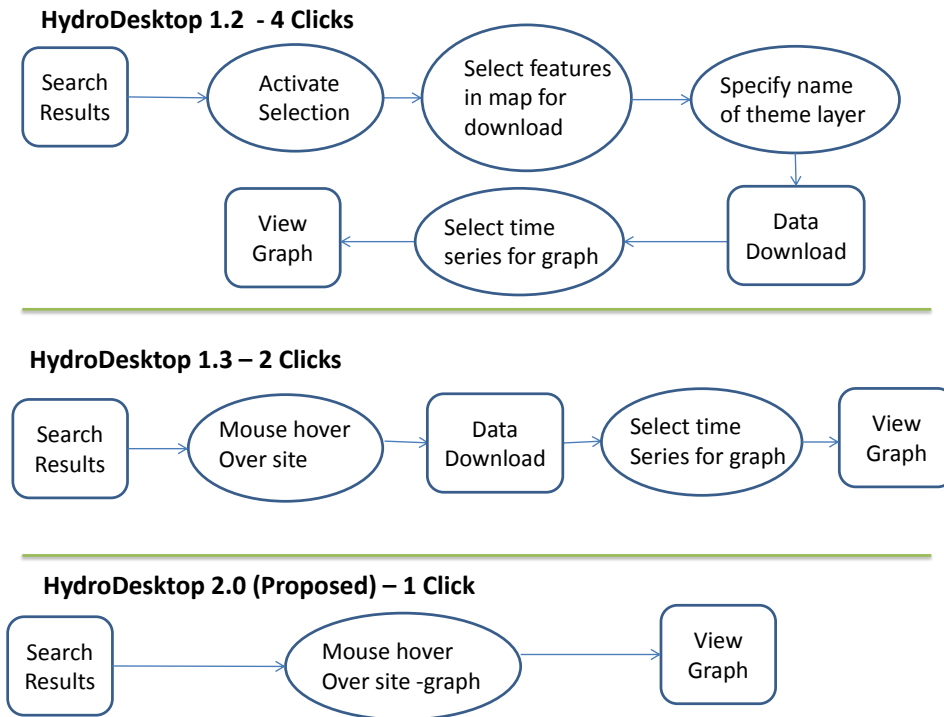 HydroDesktop 1.2  - 4 Clicks
Search
Results
Activate
Selection
Select features
in map for
download
Specify name
of theme layer
Data
Download
Select time
series for graph
View
Graph
HydroDesktop 1.3 – 2 Clicks
Search
Results
Mouse hover
Over site
Data
Download
Select time
Series for graph
View
Graph
HydroDesktop 2.0 (Proposed) – 1 Click
Search
Results
Mouse hover
Over site -graph
View
Graph